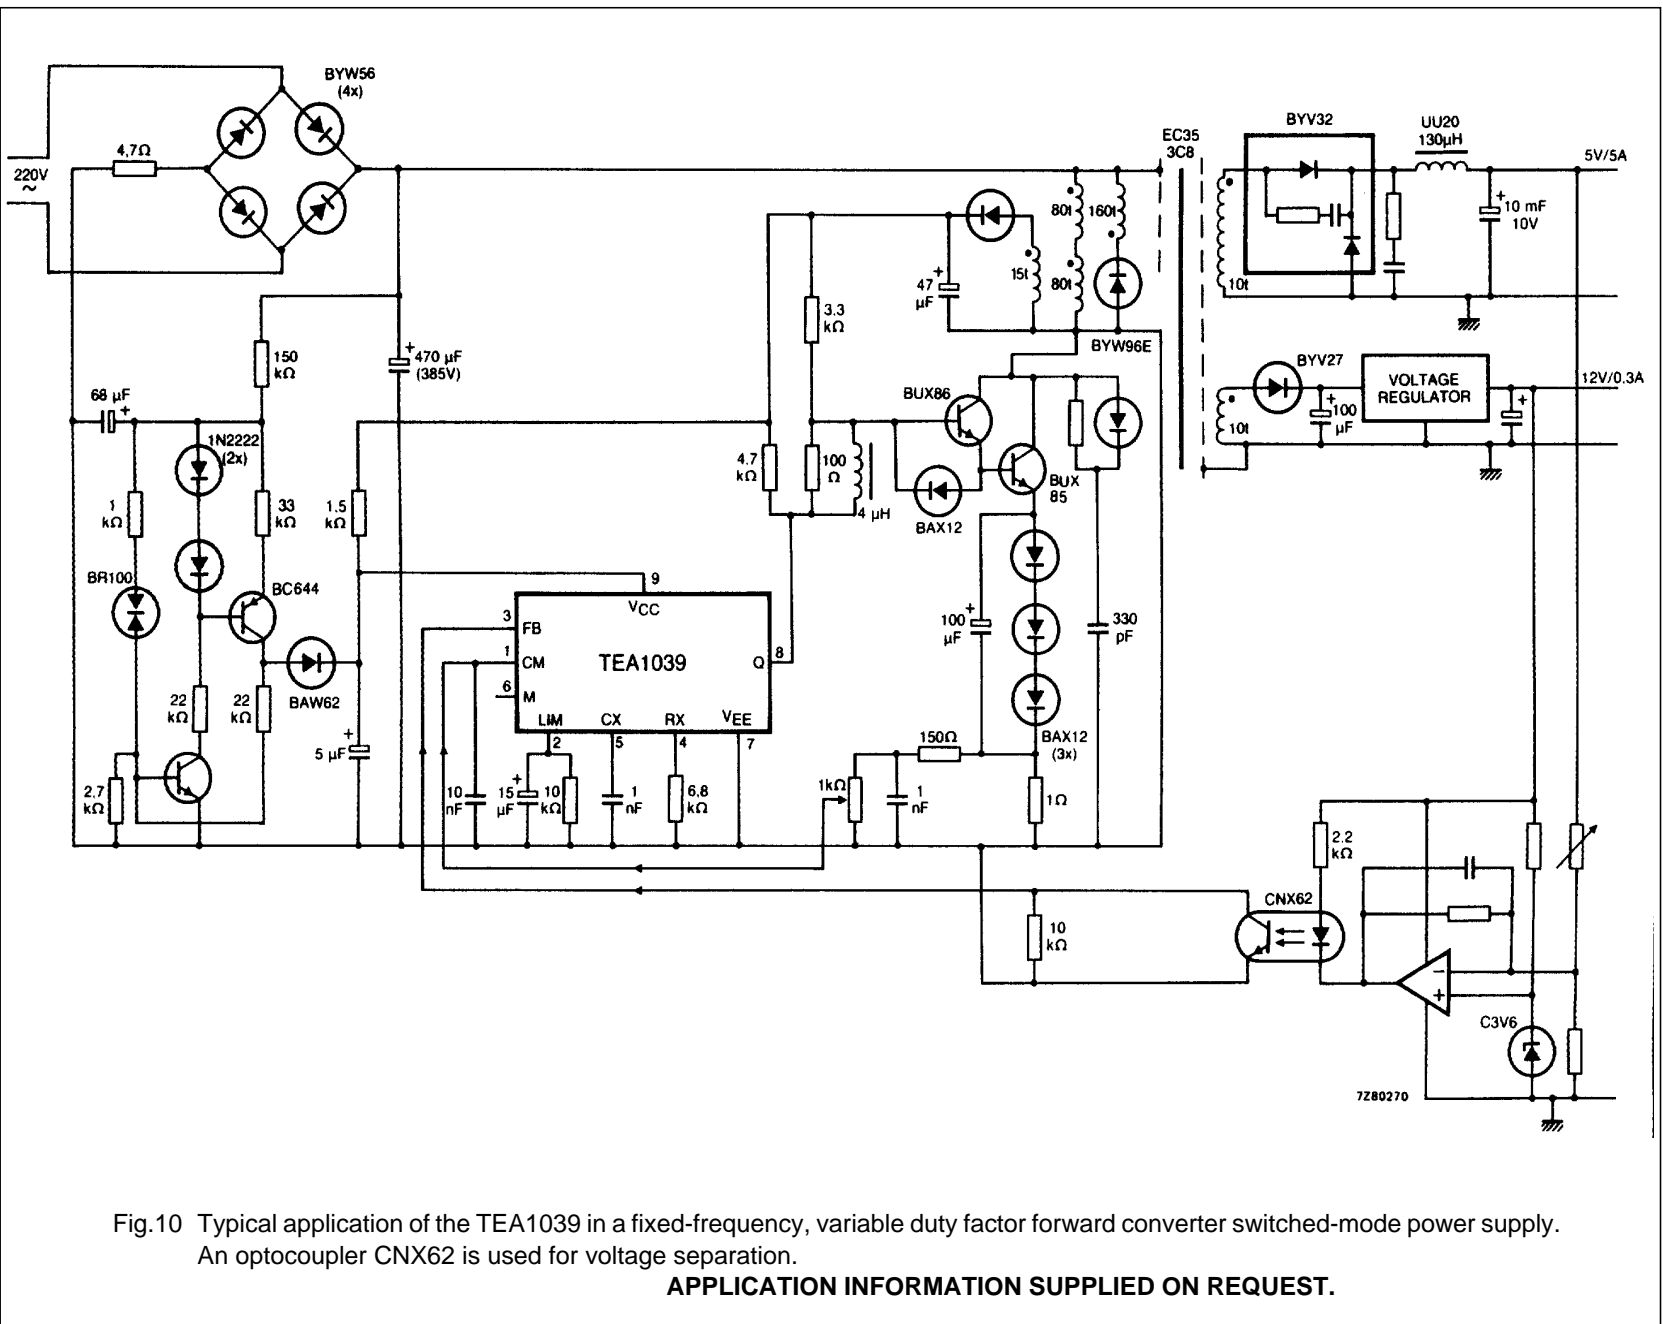 BYW56
(4x)
4,7Ω
220V
~
EC35
3C8
BYV32
UU20
130µH
5V/5A
80t
160t
+
10 mF
10V
15t
80t
10t
+
47
µF
3.3
kΩ
150
kΩ
+
470 µF
(385V)
BYW96E
BYV27
VOLTAGE
REGULATOR
12V/0.3A
+
100
µF
+
10t
68 µF
+
1N2222
(2x)
BUX86
BUX
85
4.7
kΩ
100
Ω
4 µH
BAX12
1
kΩ
33
kΩ
1.5
kΩ
BR100
BC644
BAW62
22
kΩ
22
kΩ
+
5 µF
2.7
kΩ
9
VCC
3
FB
1
CM
TEA1039
Q
8
6
M
LIM
CX
RX
VEE
2
5
4
7
+
100
µF
330
pF
BAX12
(3x)
150Ω
10
nF
+
15
µF
10
kΩ
1
nF
6.8
kΩ
1kΩ
1
nF
1Ω
2.2
kΩ
CNX62
10
kΩ
−
+
C3V6
7Z80270
Fig.10 Typical application of the TEA1039 in a fixed-frequency, variable duty factor forward converter switched-mode power supply.
An optocoupler CNX62 is used for voltage separation.
APPLICATION INFORMATION SUPPLIED ON REQUEST.